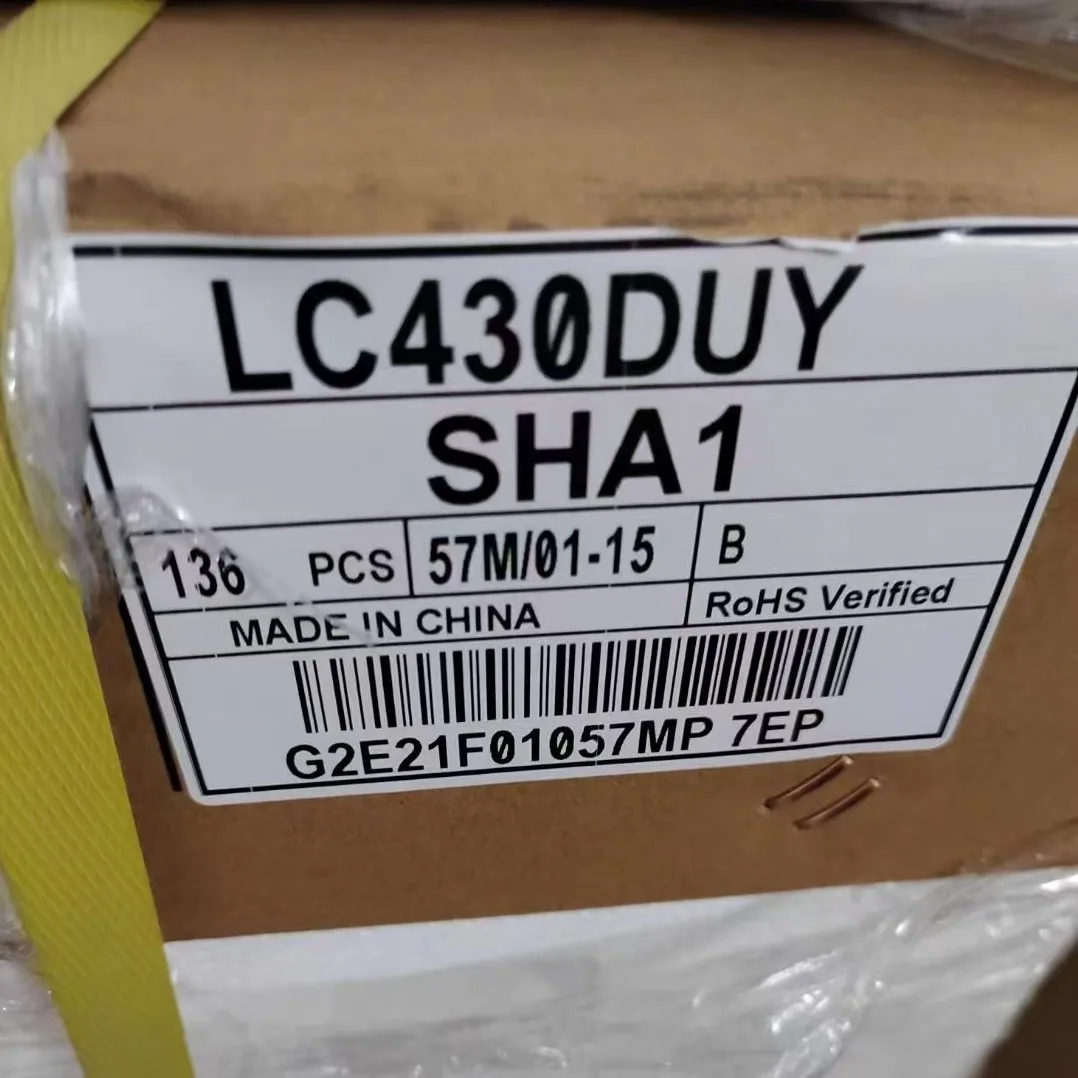 LC430DUY
SHA1
136 PCS 57M/01-15 B
MADE IN CHINA RoHS Verified
G2E21F01057MP 7EP